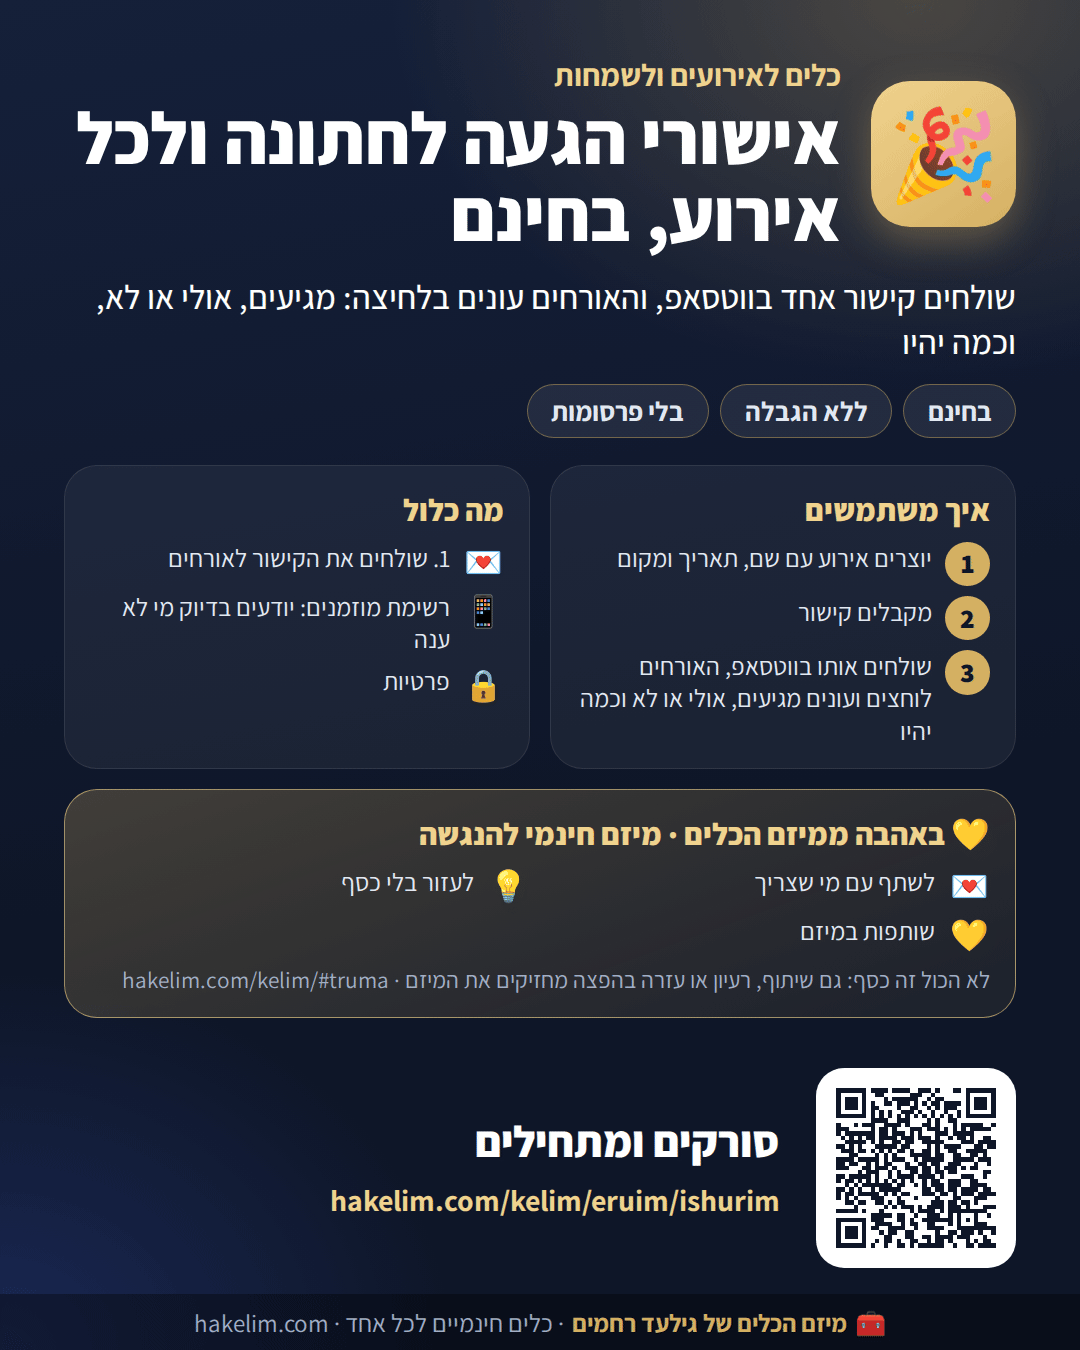 כלים לאירועים ולשמחות
אישורי הגעה לחתונה ולכל
אירוע, בחינם
שולחים קישור אחד בווטסאפ, והאורחים עונים בלחיצה: מגיעים, אולי או לא,
וכמה יהיו
בחינם
ללא הגבלה
בלי פרסומות
איך משתמשים
1 יוצרים אירוע עם שם, תאריך ומקום
2 מקבלים קישור
3 שולחים אותו בווטסאפ, האורחים
לוחצים ועונים מגיעים, אולי או לא וכמה
יהיו
מה כלול
1. שולחים את הקישור לאורחים
רשימת מוזמנים: יודעים בדיוק מי לא
ענה
פרטיות
באהבה ממיזם הכלים · מיזם חינמי להנגשה
לשתף עם מי שצריך
לעזור בלי כסף
שותפות במיזם
לא הכול זה כסף: גם שיתוף, רעיון או עזרה בהפצה מחזיקים את המיזם · hakelim.com/kelim/#truma
סורקים ומתחילים
hakelim.com/kelim/eruim/ishurim
מיזם הכלים של גילעד רחמים · כלים חינמיים לכל אחד · hakelim.com